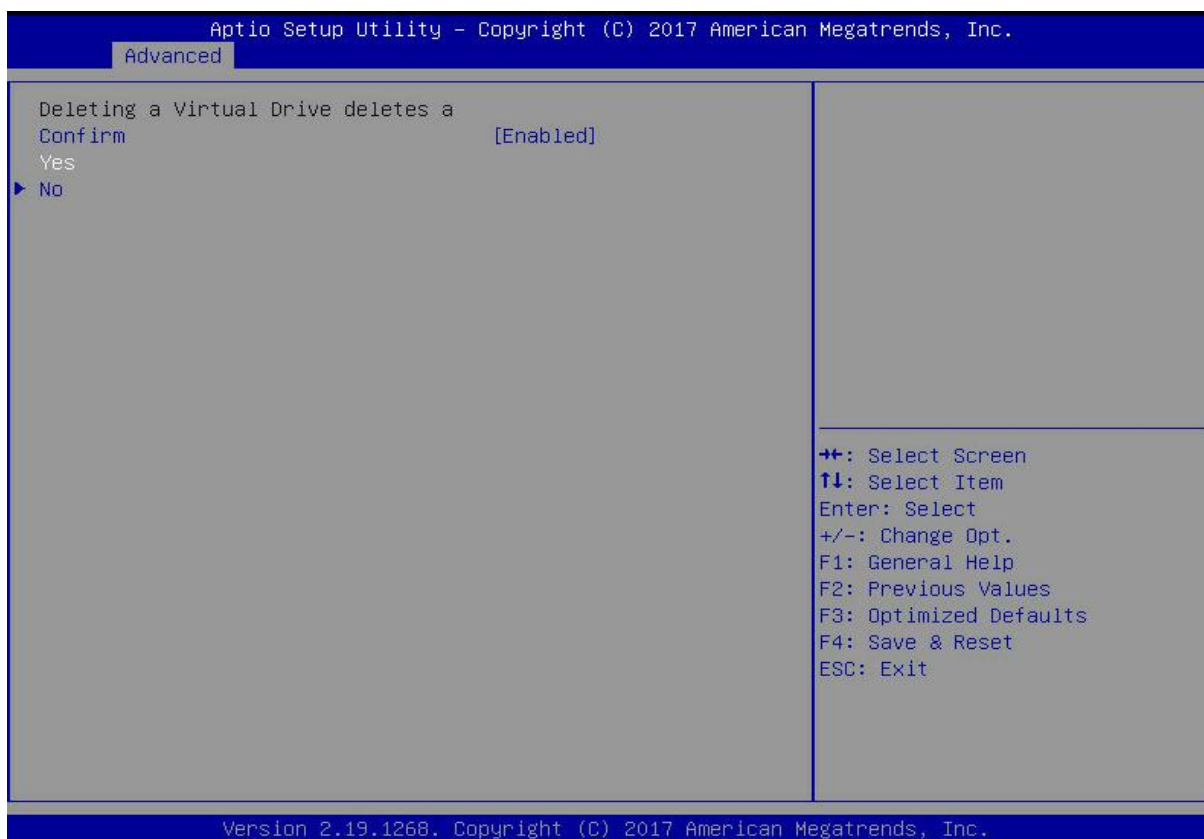 Aptio Setup Utility – Copyright (C) 2017 American Megatrends, Inc.
Advanced
Deleting a Virtual Drive deletes a
Confirm [Enabled]
Yes
▶ No
→←: Select Screen
↑↓: Select Item
Enter: Select
+/-: Change Opt.
F1: General Help
F2: Previous Values
F3: Optimized Defaults
F4: Save & Reset
ESC: Exit
Version 2.19.1268. Copyright (C) 2017 American Megatrends, Inc.